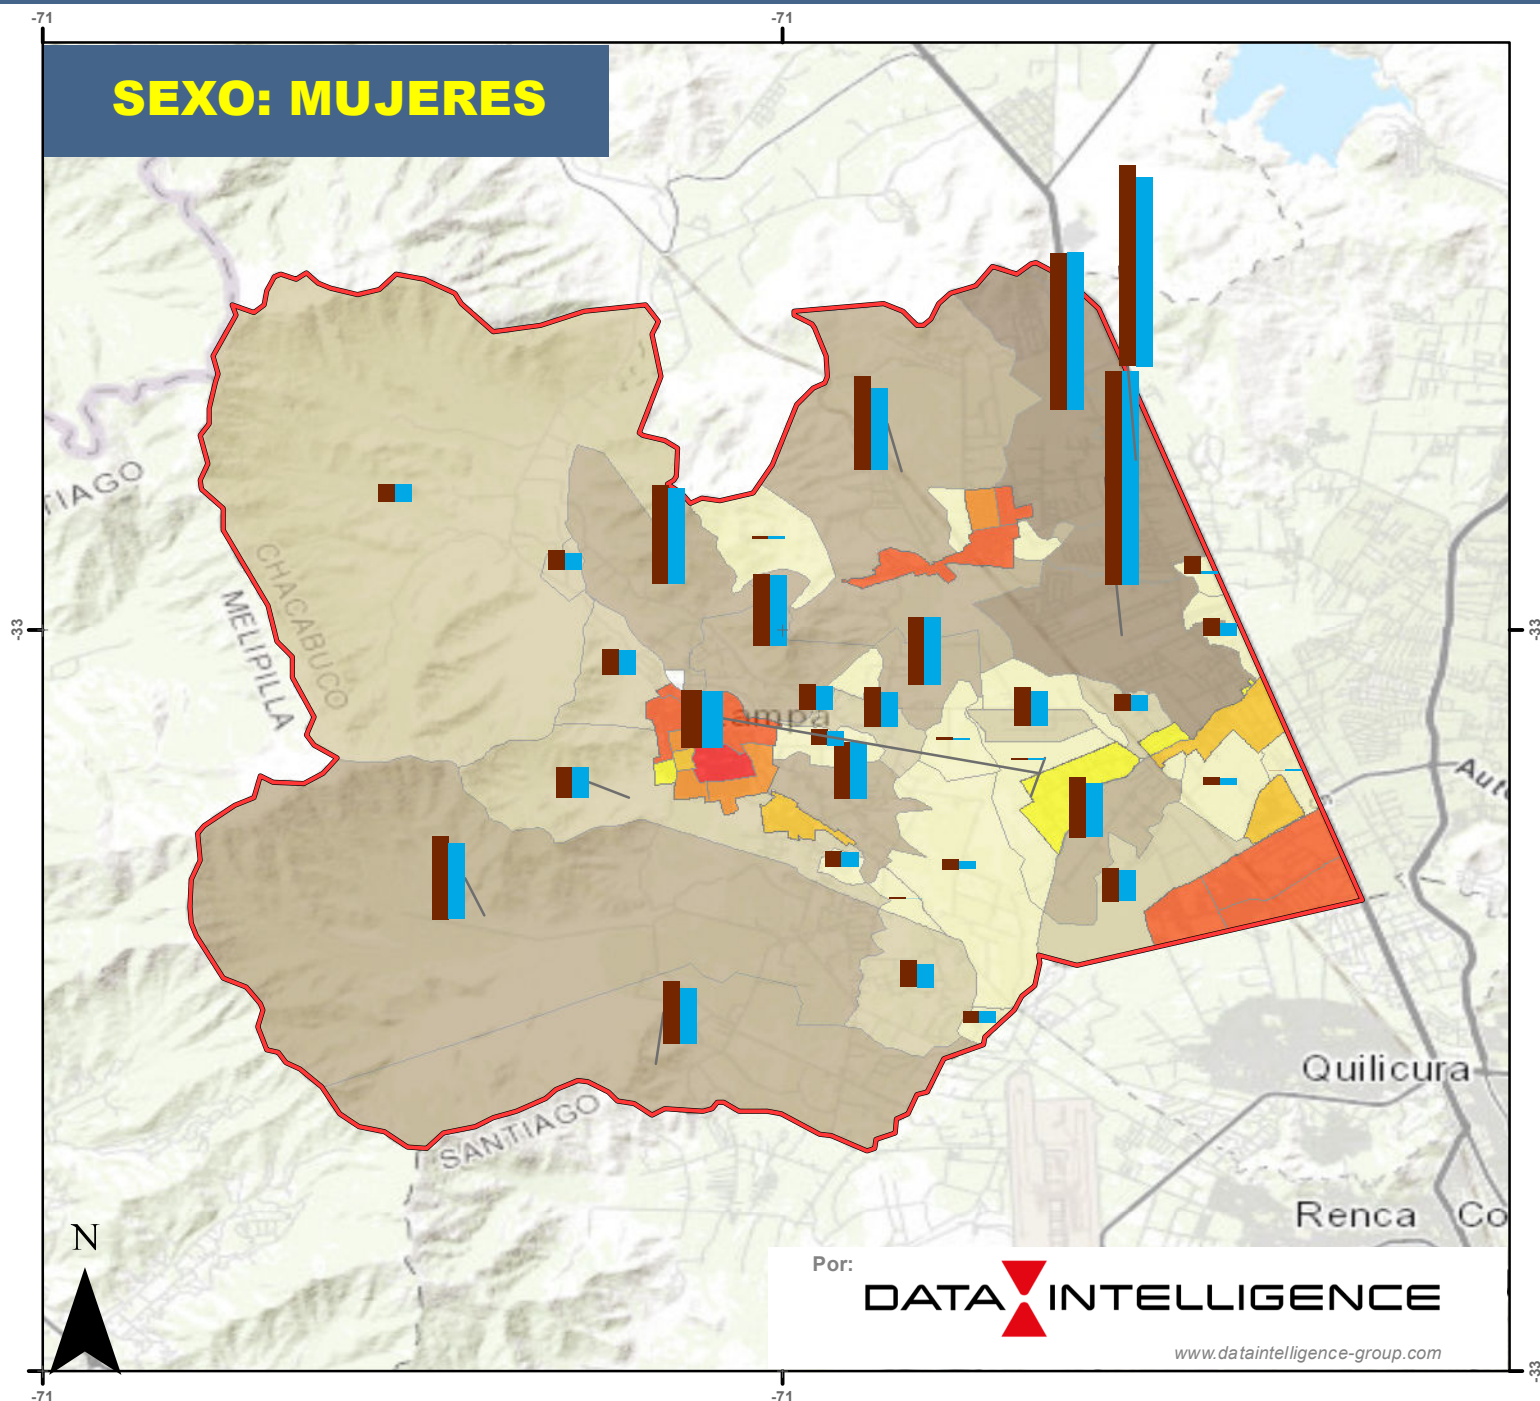 -71
-71
SEXO: MUJERES
TIAGO
CHACABUCO
MELIPILLA
-33
-33
ampa
Auto
Quilicura
SANTIAGO
Renca
Co
N
Por:
DATA INTELLIGENCE
www.dataintelligence-group.com
-33
-71
-71